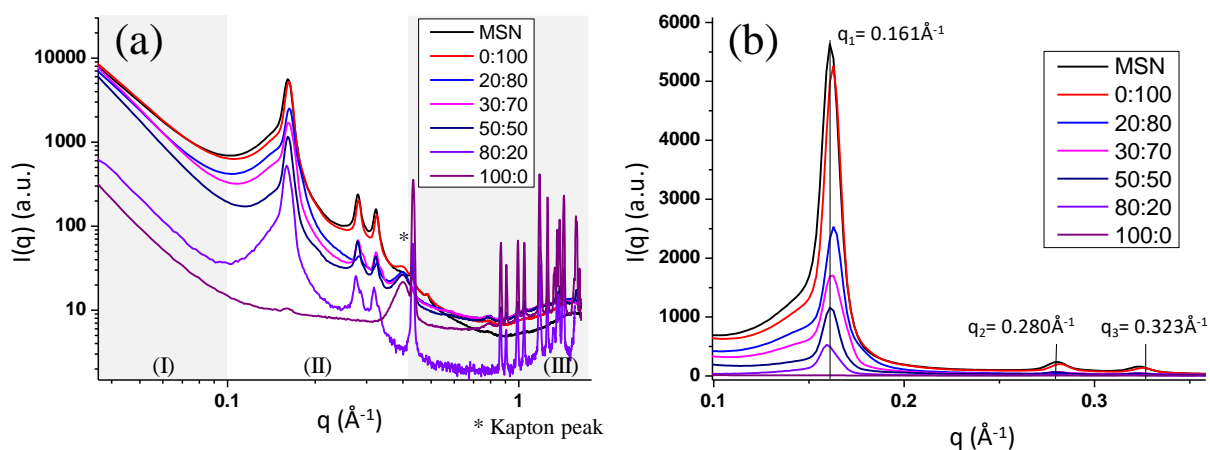 (a)
I(q) (a.u.)
10000
1000
100
10
MSN
0:100
20:80
30:70
50:50
80:20
100:0
*
(I)
(II)
(III)
0.1
1
q (Å⁻¹)
* Kapton peak
(b)
I(q) (a.u.)
6000
5000
4000
3000
2000
1000
0
q₁= 0.161Å⁻¹
MSN
0:100
20:80
30:70
50:50
80:20
100:0
q₂= 0.280Å⁻¹
q₃= 0.323Å⁻¹
0.1
0.2
0.3
q (Å⁻¹)